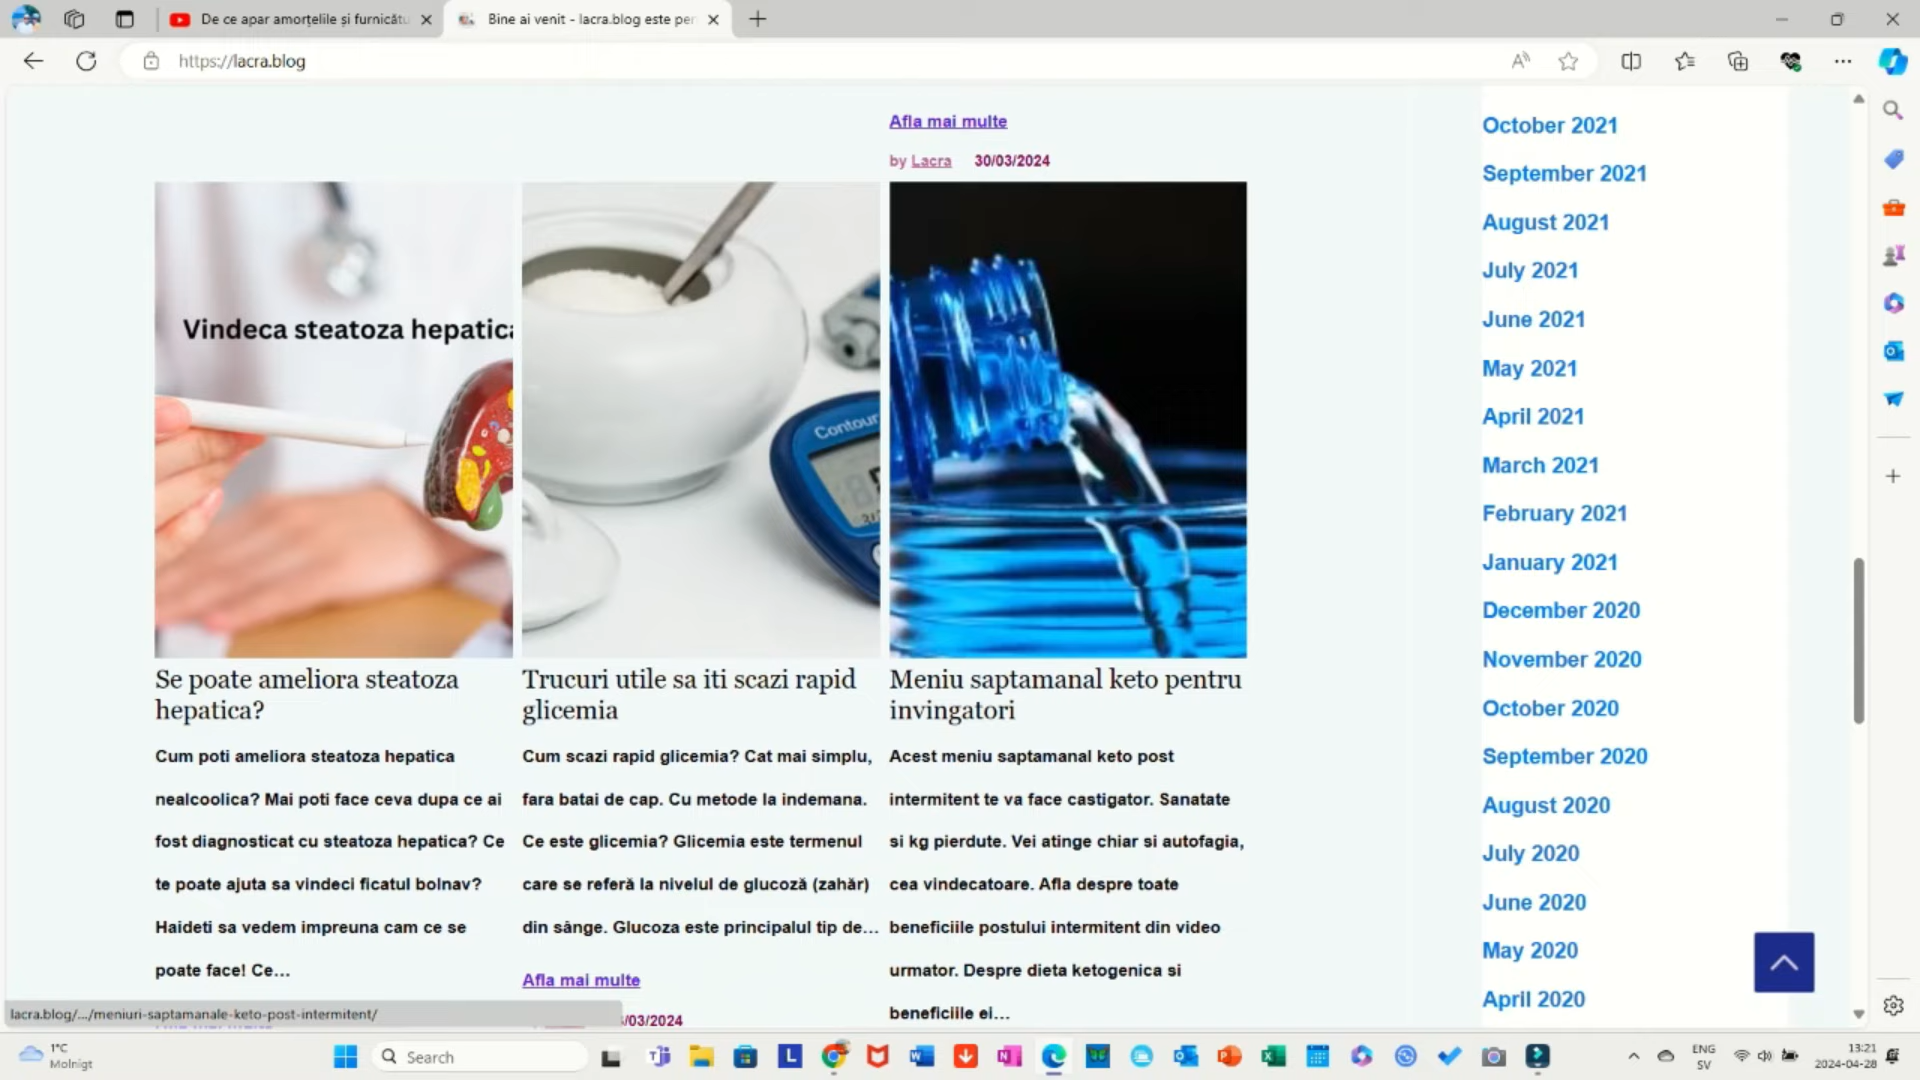 De ce apar amorțelile și furnicătu
Bine ai venit - lacra.blog este per
https://lacra.blog
Afla mai multe
by Lacra 30/03/2024
Vindeca steatoza hepatica
Contour
Se poate ameliora steatoza
hepatica?
Cum poti ameliora steatoza hepatica
nealcoolica? Mai poti face ceva dupa ce ai
fost diagnosticat cu steatoza hepatica? Ce
te poate ajuta sa vindeci ficatul bolnav?
Haideti sa vedem impreuna cam ce se
poate face! Ce...
Trucuri utile sa iti scazi rapid
glicemia
Cum scazi rapid glicemia? Cat mai simplu,
fara batai de cap. Cu metode la indemana.
Ce este glicemia? Glicemia este termenul
care se referă la nivelul de glucoză (zahăr)
din sânge. Glucoza este principalul tip de...
Afla mai multe
/03/2024
Meniu saptamanal keto pentru
invingatori
Acest meniu saptamanal keto post
intermitent te va face castigator. Sanatate
si kg pierdute. Vei atinge chiar si autofagia,
cea vindecatoare. Afla despre toate
beneficiile postului intermitent din video
urmator. Despre dieta ketogenica si
beneficiile ei...
October 2021
September 2021
August 2021
July 2021
June 2021
May 2021
April 2021
March 2021
February 2021
January 2021
December 2020
November 2020
October 2020
September 2020
August 2020
July 2020
June 2020
May 2020
April 2020
lacra.blog/.../meniuri-saptamanale-keto-post-intermitent/
1°C
Molnigt
Search
ENG
SV
13:21
2024-04-28